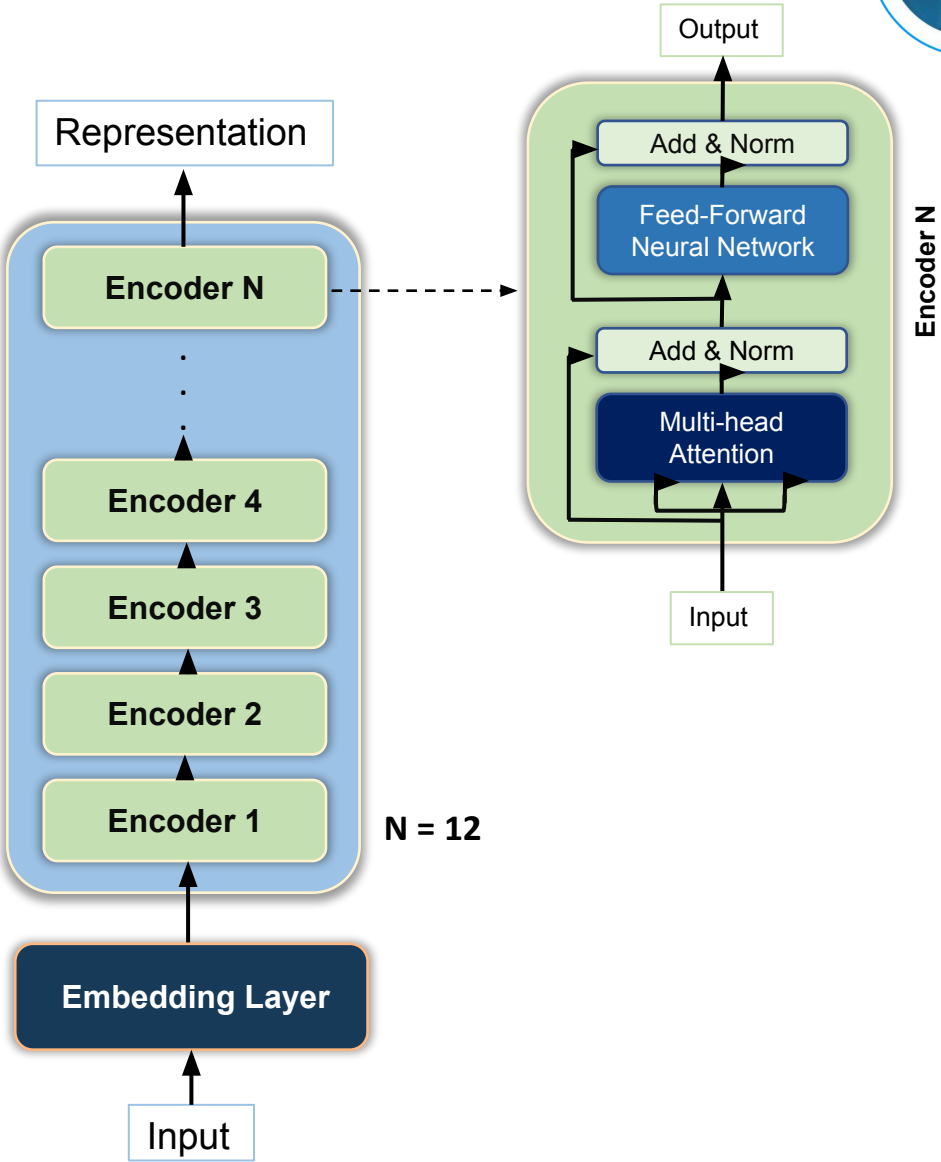 Representation
Encoder N
.
.
.
Encoder 4
Encoder 3
Encoder 2
Encoder 1
N = 12
Embedding Layer
Input
Output
Add & Norm
Feed-Forward
Neural Network
Add & Norm
Multi-head
Attention
Input
Encoder N